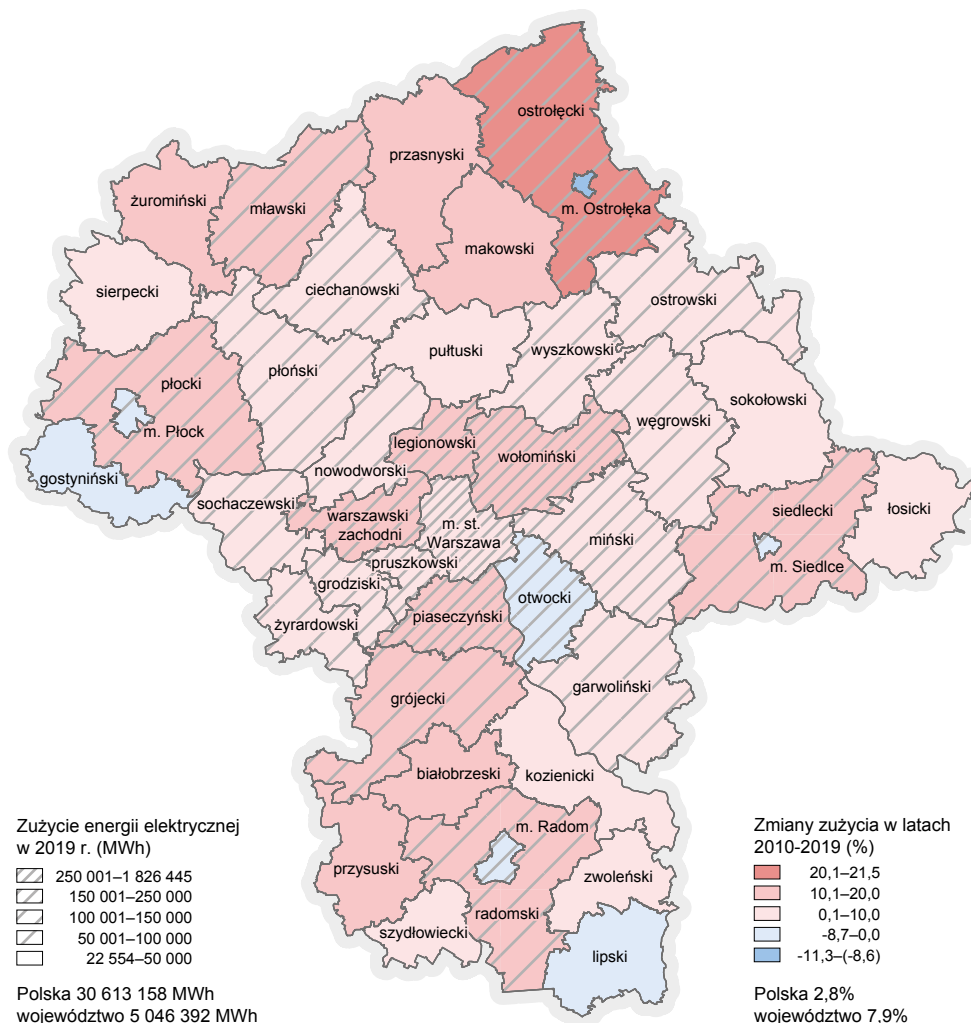 ostrołęcki
przasnyski
żuromiński
mławski
m. Ostrołęka
makowski
sierpecki
ciechanowski
ostrowski
pułtuski
wyszkowski
płocki
płoński
sokołowski
węgrowski
m. Płock
legionowski
wołomiński
gostyniński
nowodworski
sochaczewski
warszawski
zachodni
m. st.
Warszawa
siedlecki
łosicki
miński
pruszkowski
m. Siedlce
grodziski
otwocki
piaseczyński
żyrardowski
garwoliński
grójecki
białobrzeski
kozienicki
m. Radom
przysuski
zwoleński
radomski
szydłowiecki
lipski
Zużycie energii elektrycznej
w 2019 r. (MWh)
250 001–1 826 445
150 001–250 000
100 001–150 000
50 001–100 000
22 554–50 000
Polska 30 613 158 MWh
województwo 5 046 392 MWh
Zmiany zużycia w latach
2010-2019 (%)
20,1–21,5
10,1–20,0
0,1–10,0
-8,7–0,0
-11,3–(-8,6)
Polska 2,8%
województwo 7,9%